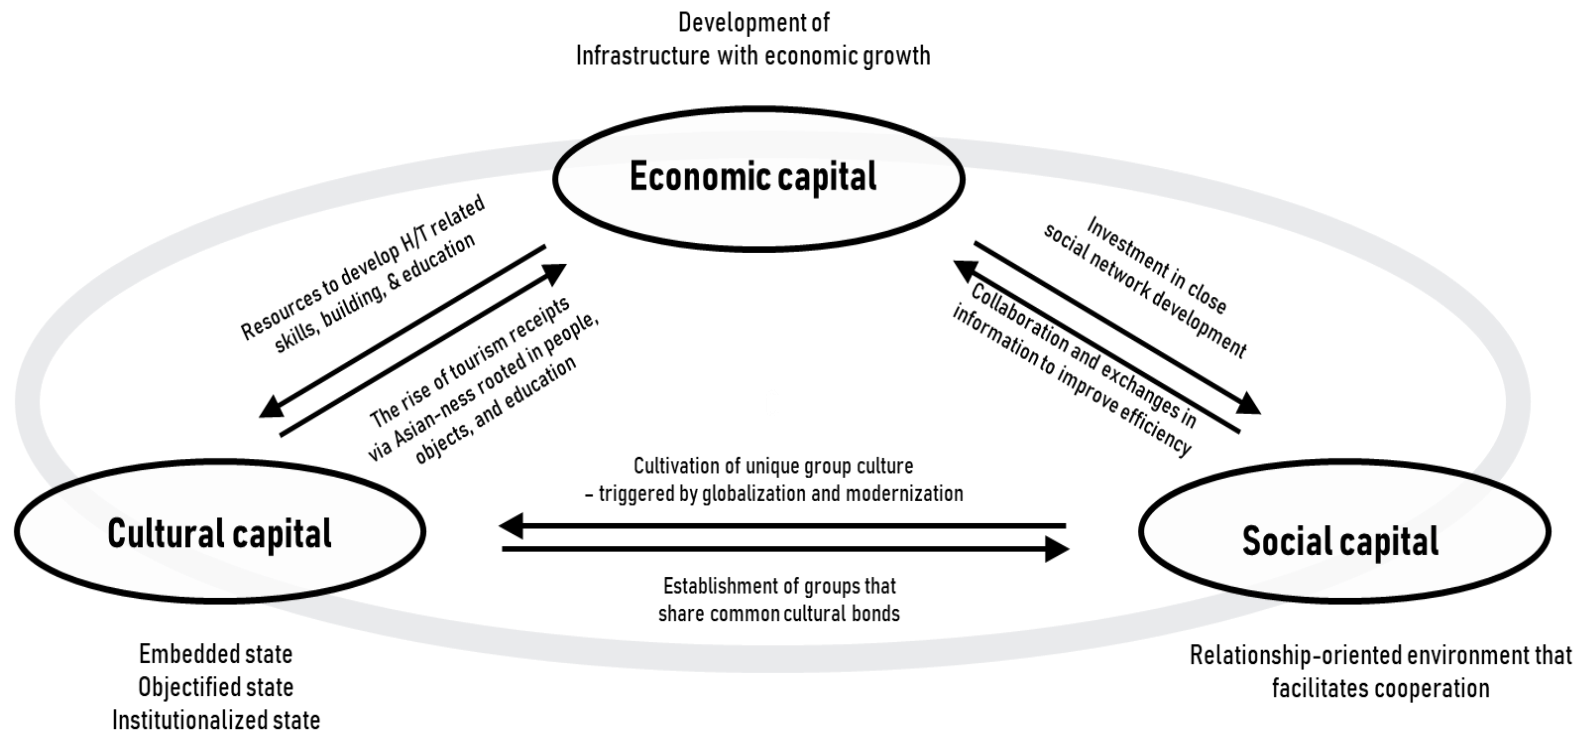 Development of
Infrastructure with economic growth
Economic capital
Resources to develop H/T related
skills, building, & education
The rise of tourism receipts
via Asian-ness rooted in people,
objects, and education
Investment in close
social network development
Collaboration and exchanges in
information to improve efficiency
Cultivation of unique group culture
– triggered by globalization and modernization
Establishment of groups that
share common cultural bonds
Cultural capital
Embedded state
Objectified state
Institutionalized state
Social capital
Relationship-oriented environment that
facilitates cooperation